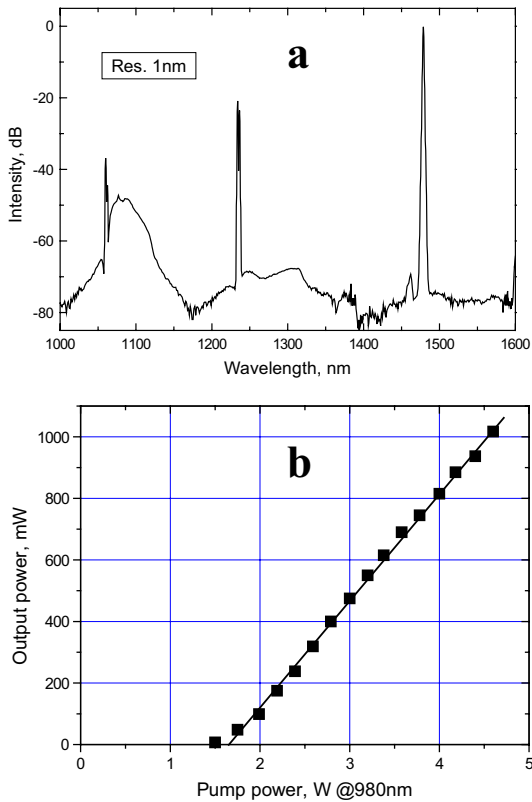 a
Res. 1nm
0
-20
-40
-60
-80
Intensity, dB
1000 1100 1200 1300 1400 1500 1600
Wavelength, nm
b
1000
800
600
400
200
0
Output power, mW
0 1 2 3 4 5
Pump power, W @980nm